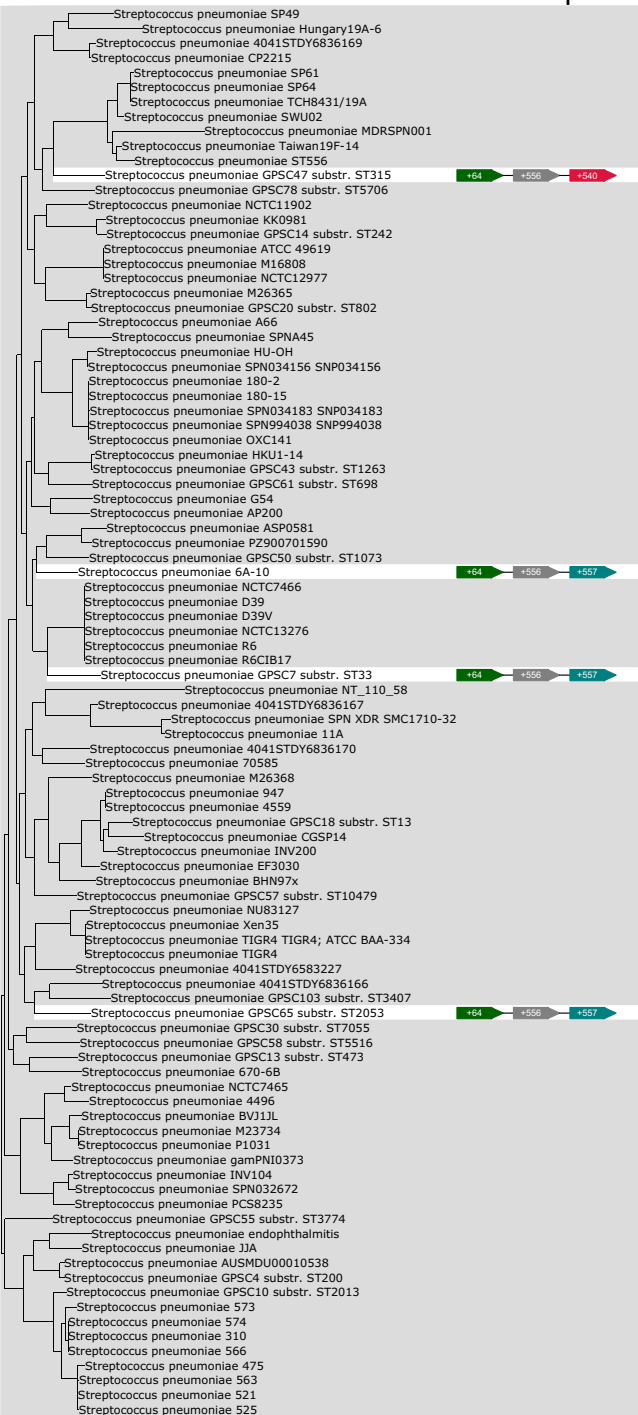 Streptococcus pneumoniae SP49
Streptococcus pneumoniae Hungary19A-6
Streptococcus pneumoniae 4041STDY6836169
Streptococcus pneumoniae CP2215
Streptococcus pneumoniae SP61
Streptococcus pneumoniae SP64
Streptococcus pneumoniae TCH8431/19A
Streptococcus pneumoniae SWU02
Streptococcus pneumoniae MDRSPN001
Streptococcus pneumoniae Taiwan19F-14
Streptococcus pneumoniae ST556
Streptococcus pneumoniae GPSC47 substr. ST315 +64 +556 +540
Streptococcus pneumoniae GPSC78 substr. ST5706
Streptococcus pneumoniae NCTC11902
Streptococcus pneumoniae KK0981
Streptococcus pneumoniae GPSC14 substr. ST242
Streptococcus pneumoniae ATCC 49619
Streptococcus pneumoniae M16808
Streptococcus pneumoniae NCTC12977
Streptococcus pneumoniae M26365
Streptococcus pneumoniae GPSC20 substr. ST802
Streptococcus pneumoniae A66
Streptococcus pneumoniae SPNA45
Streptococcus pneumoniae HU-OH
Streptococcus pneumoniae SPN034156 SNP034156
Streptococcus pneumoniae 180-2
Streptococcus pneumoniae 180-15
Streptococcus pneumoniae SPN034183 SNP034183
Streptococcus pneumoniae SPN994038 SNP994038
Streptococcus pneumoniae OXC141
Streptococcus pneumoniae HKU1-14
Streptococcus pneumoniae GPSC43 substr. ST1263
Streptococcus pneumoniae GPSC61 substr. ST698
Streptococcus pneumoniae G54
Streptococcus pneumoniae AP200
Streptococcus pneumoniae ASP0581
Streptococcus pneumoniae PZ900701590
Streptococcus pneumoniae GPSC50 substr. ST1073
Streptococcus pneumoniae 6A-10 +64 +556 +557
Streptococcus pneumoniae NCTC7466
Streptococcus pneumoniae D39
Streptococcus pneumoniae D39V
Streptococcus pneumoniae NCTC13276
Streptococcus pneumoniae R6
Streptococcus pneumoniae R6CIB17
Streptococcus pneumoniae GPSC7 substr. ST33 +64 +556 +557
Streptococcus pneumoniae NT_110_58
Streptococcus pneumoniae 4041STDY6836167
Streptococcus pneumoniae SPN XDR SMC1710-32
Streptococcus pneumoniae 11A
Streptococcus pneumoniae 4041STDY6836170
Streptococcus pneumoniae 70585
Streptococcus pneumoniae M26368
Streptococcus pneumoniae 947
Streptococcus pneumoniae 4559
Streptococcus pneumoniae GPSC18 substr. ST13
Streptococcus pneumoniae CGSP14
Streptococcus pneumoniae INV200
Streptococcus pneumoniae EF3030
Streptococcus pneumoniae BHN97x
Streptococcus pneumoniae GPSC57 substr. ST10479
Streptococcus pneumoniae NU83127
Streptococcus pneumoniae Xen35
Streptococcus pneumoniae TIGR4 TIGR4; ATCC BAA-334
Streptococcus pneumoniae TIGR4
Streptococcus pneumoniae 4041STDY6583227
Streptococcus pneumoniae 4041STDY6836166
Streptococcus pneumoniae GPSC103 substr. ST3407
Streptococcus pneumoniae GPSC65 substr. ST2053 +64 +556 +557
Streptococcus pneumoniae GPSC30 substr. ST7055
Streptococcus pneumoniae GPSC58 substr. ST5516
Streptococcus pneumoniae GPSC13 substr. ST473
Streptococcus pneumoniae 670-6B
Streptococcus pneumoniae NCTC7465
Streptococcus pneumoniae 4496
Streptococcus pneumoniae BVJ1JL
Streptococcus pneumoniae M23734
Streptococcus pneumoniae P1031
Streptococcus pneumoniae gamPNI0373
Streptococcus pneumoniae INV104
Streptococcus pneumoniae SPN032672
Streptococcus pneumoniae PCS8235
Streptococcus pneumoniae GPSC55 substr. ST3774
Streptococcus pneumoniae endophthalmitis
Streptococcus pneumoniae JJA
Streptococcus pneumoniae AUSMDU00010538
Streptococcus pneumoniae GPSC4 substr. ST200
Streptococcus pneumoniae GPSC10 substr. ST2013
Streptococcus pneumoniae 573
Streptococcus pneumoniae 574
Streptococcus pneumoniae 310
Streptococcus pneumoniae 566
Streptococcus pneumoniae 475
Streptococcus pneumoniae 563
Streptococcus pneumoniae 521
Streptococcus pneumoniae 525